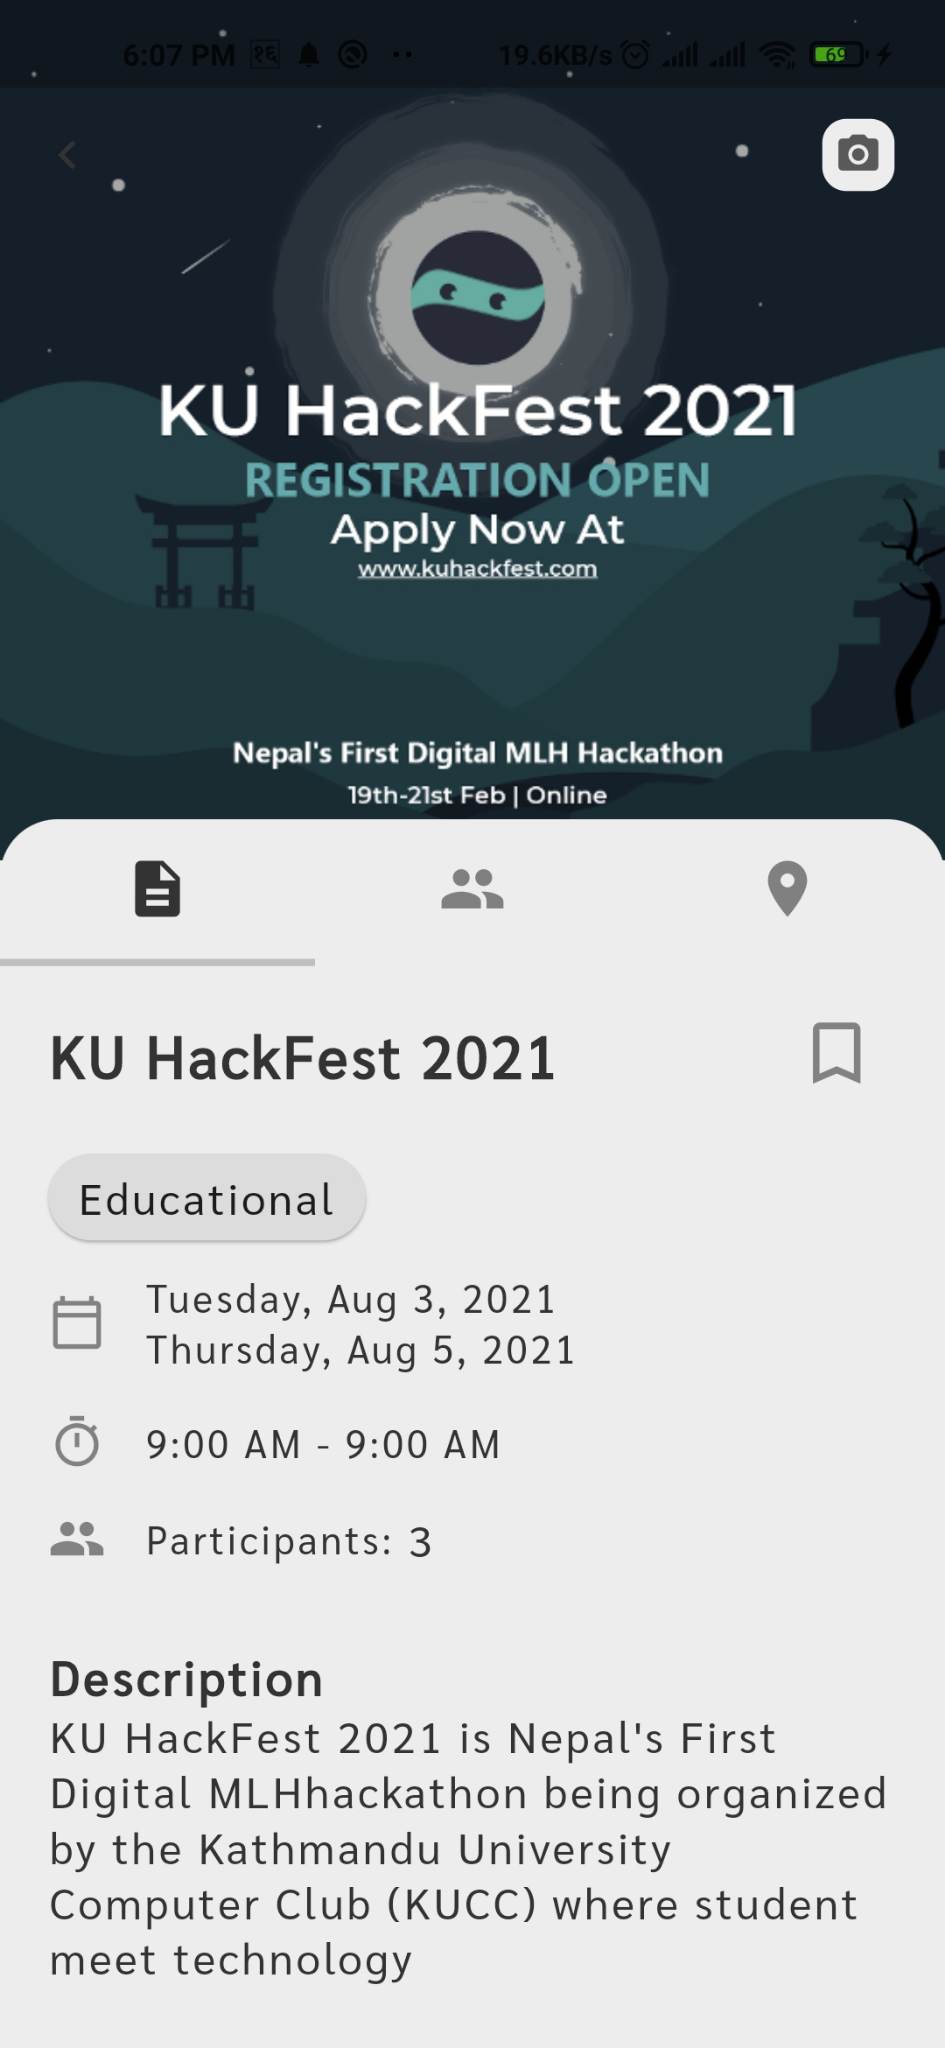 6:07 PM १६ 19.6KB/s 69
KU HackFest 2021
REGISTRATION OPEN
Apply Now At
www.kuhackfest.com
Nepal's First Digital MLH Hackathon
19th-21st Feb | Online
KU HackFest 2021
Educational
Tuesday, Aug 3, 2021
Thursday, Aug 5, 2021
9:00 AM - 9:00 AM
Participants: 3
Description
KU HackFest 2021 is Nepal's First
Digital MLHhackathon being organized
by the Kathmandu University
Computer Club (KUCC) where student
meet technology